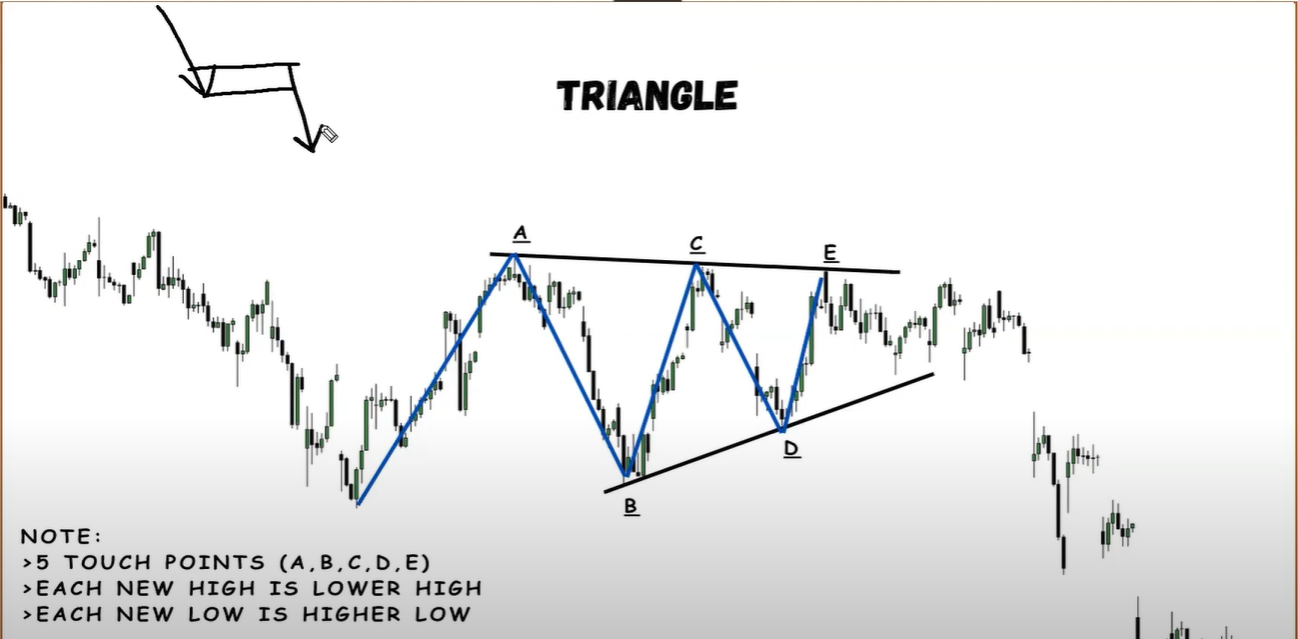 TRIANGLE
A
C
E
D
B
NOTE:
>5 TOUCH POINTS (A,B,C,D,E)
>EACH NEW HIGH IS LOWER HIGH
>EACH NEW LOW IS HIGHER LOW